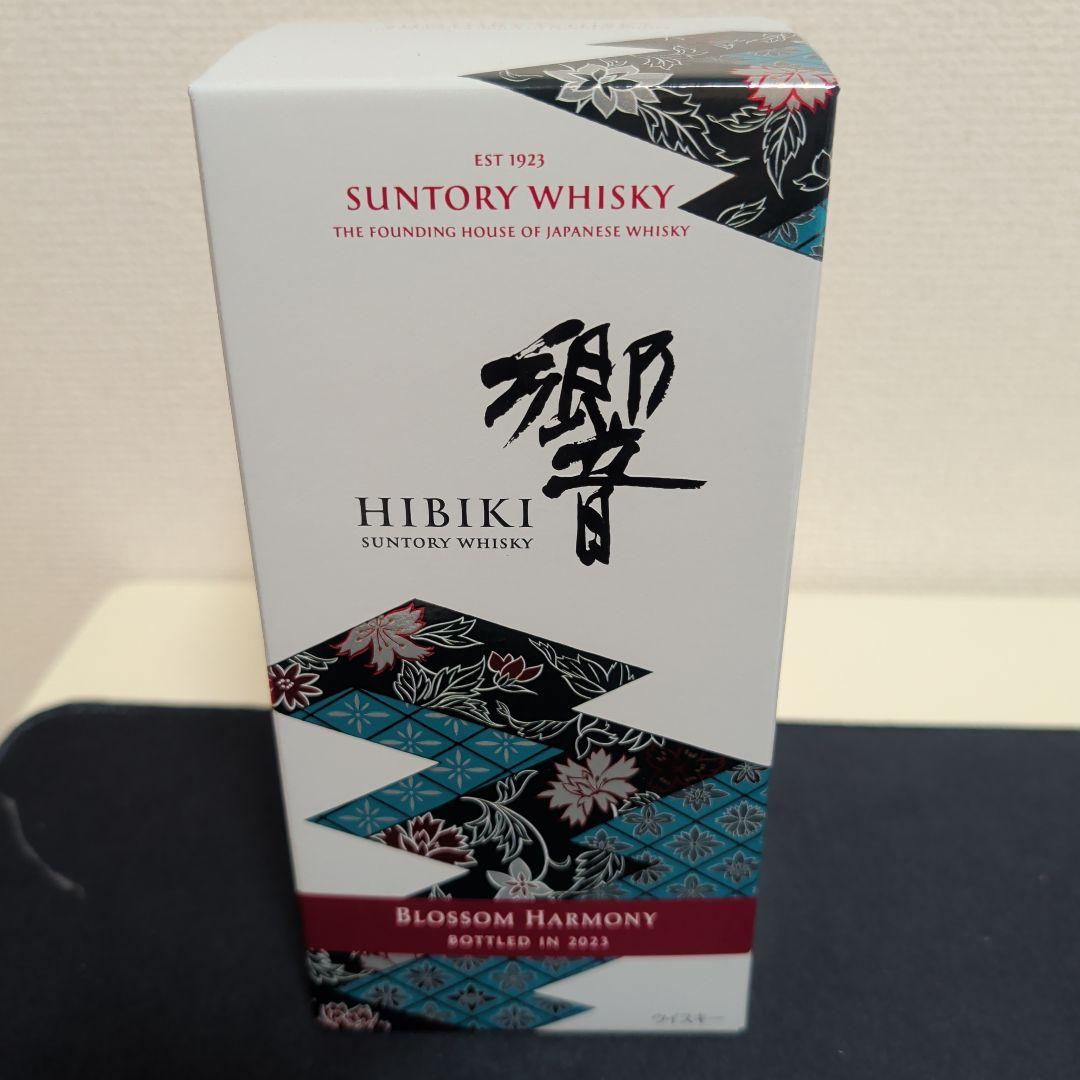 EST 1923
SUNTORY WHISKY
THE FOUNDING HOUSE OF JAPANESE WHISKY
響
HIBIKI
SUNTORY WHISKY
BLOSSOM HARMONY
BOTTLED IN 2023
ウイスキー